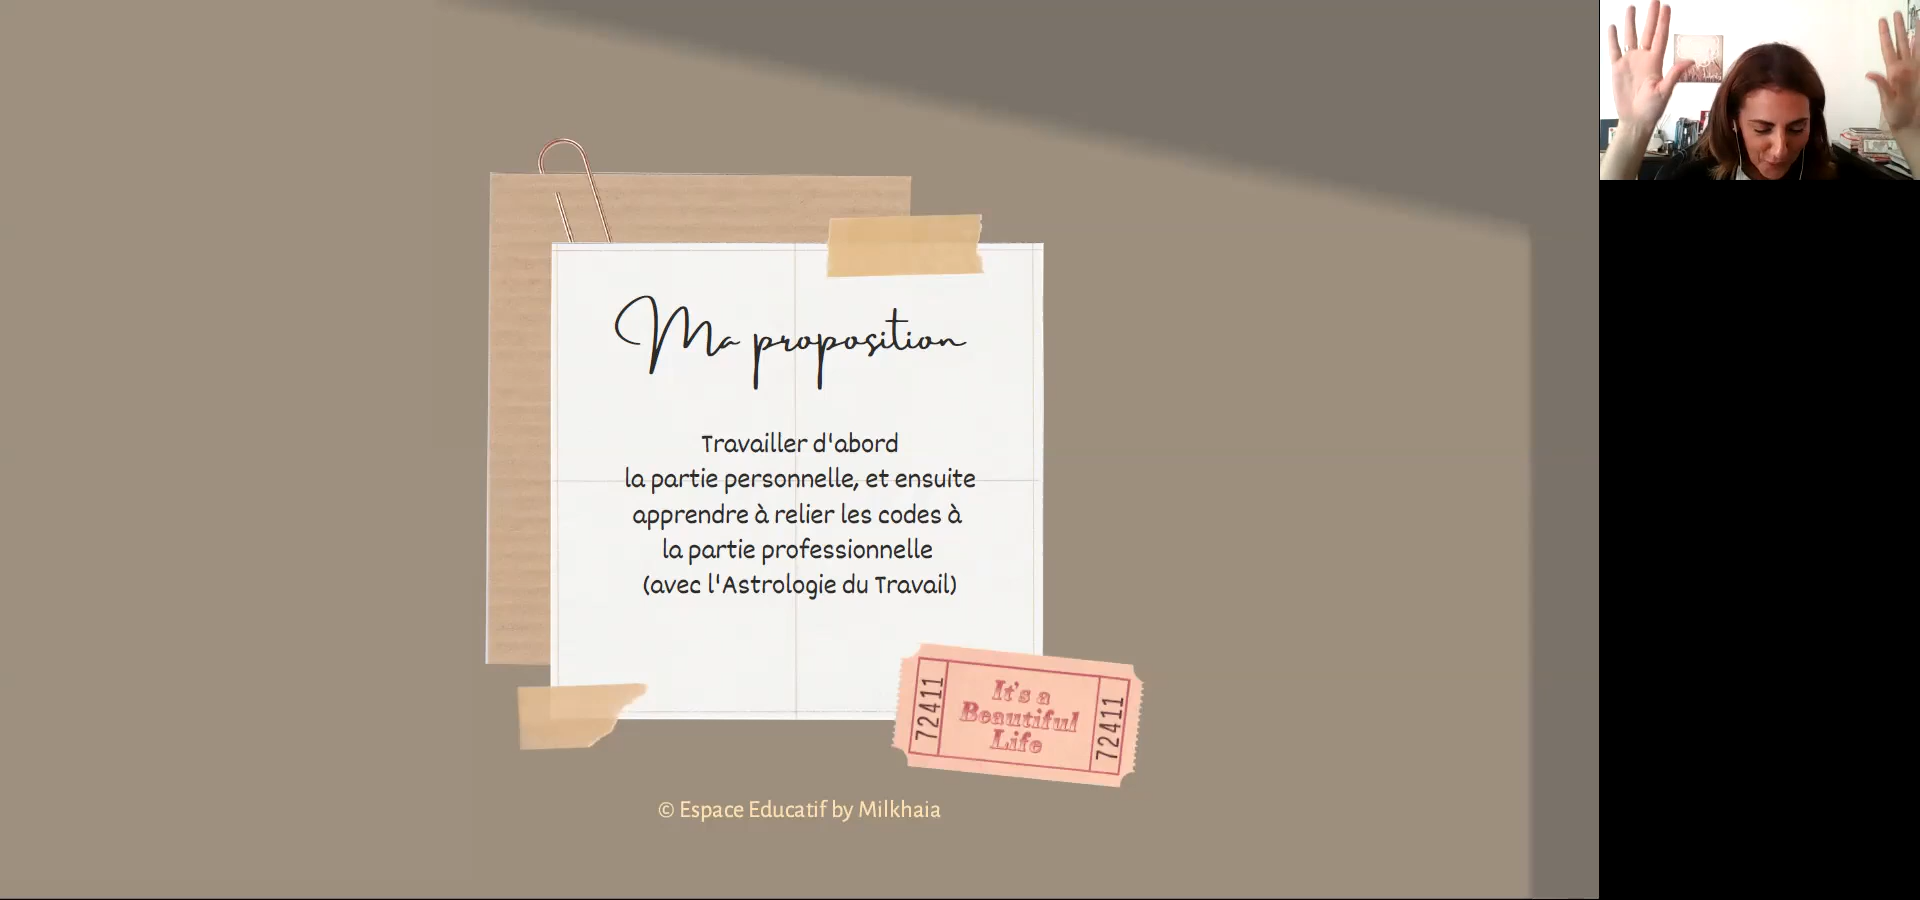 Ma proposition
Travailler d'abord
la partie personnelle, et ensuite
apprendre à relier les codes à
la partie professionnelle
(avec l'Astrologie du Travail)
72411
It's a
Beautiful
Life
72411
© Espace Educatif by Milkhaia